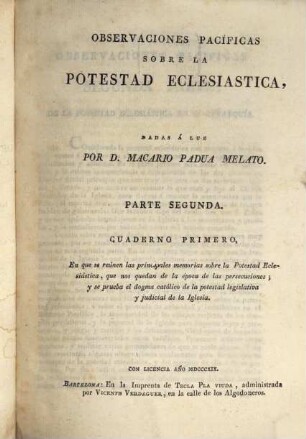 OBSERVACIONES PACÍFICAS
SOBRE LA
POTESTAD ECLESIASTICA,
DADAS Á LUZ
POR D. MACARIO PADUA MELATO.
PARTE SEGUNDA.
CUADERNO PRIMERO,
En que se reúnen las principales memorias sobre la Potestad Ecle-
siástica, que nos quedan de la época de las persecuciones;
y se prueba el dogma católico de la potestad legislativa
y judicial de la Iglesia.
CON LICENCIA AÑO MDCCCXIX.
BARCELONA: En la Imprenta de TECLA PLA VIUDA, administrada
por VICENTE VERDAGUER, en la calle de los Algodoneros.